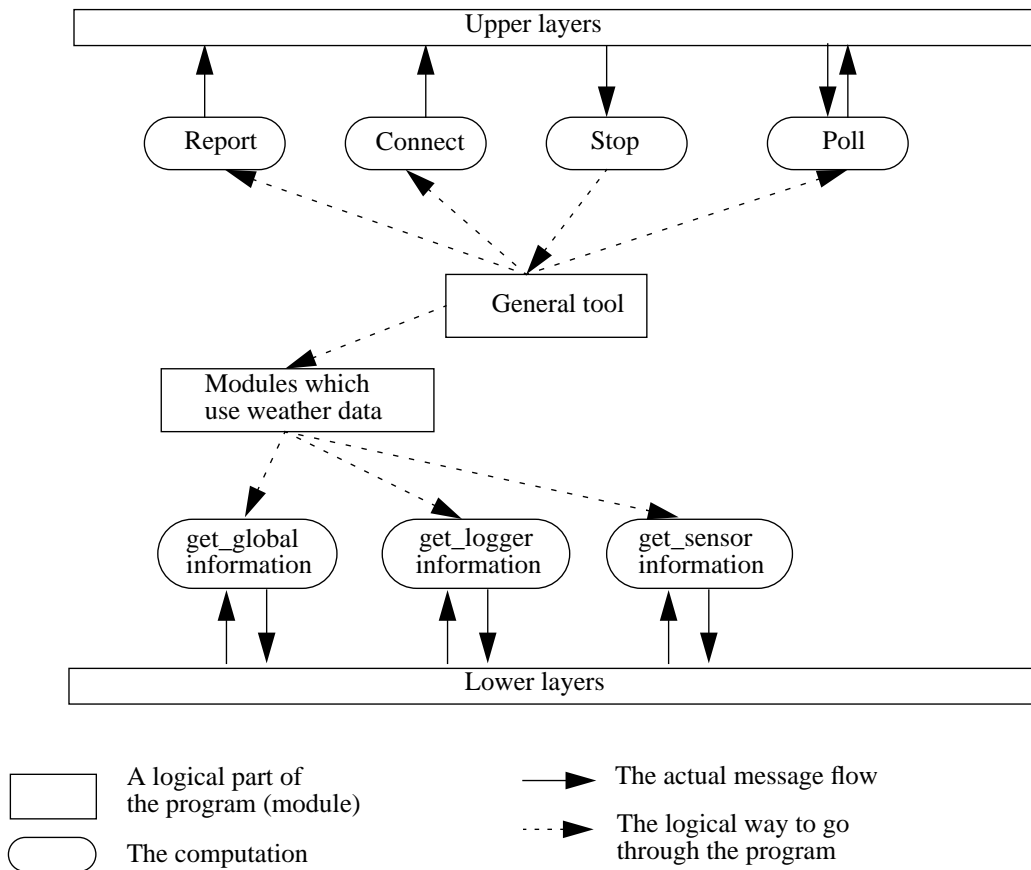 Upper layers
Report
Connect
Stop
Poll
General tool
Modules which
use weather data
get_global
information
get_logger
information
get_sensor
information
Lower layers
A logical part of
the program (module)
The computation
The actual message flow
The logical way to go
through the program